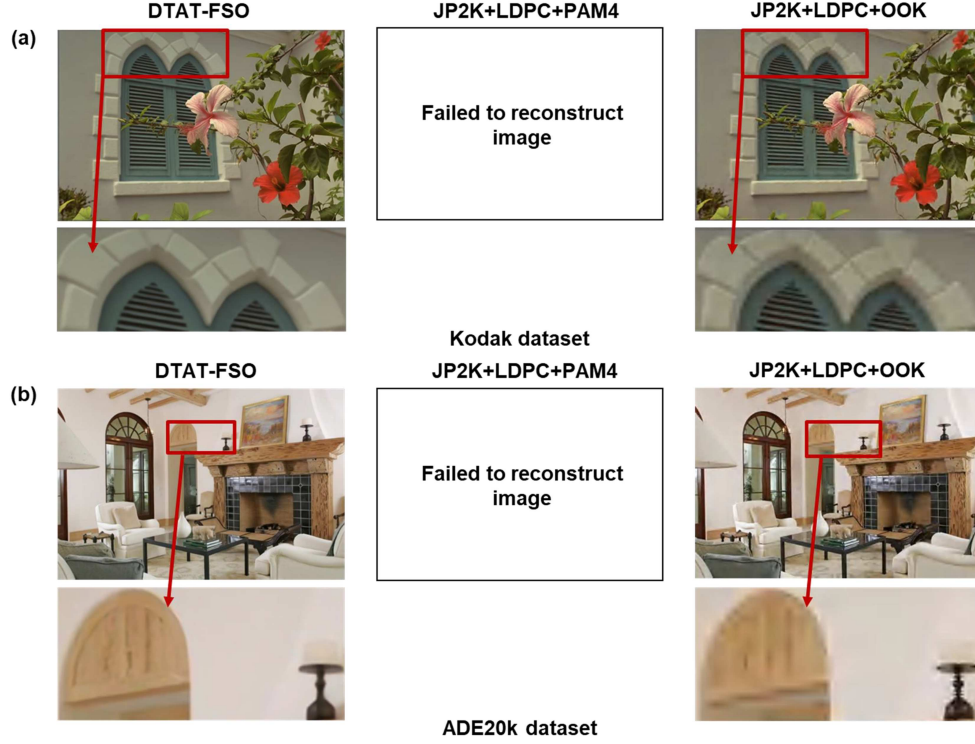 DTAT-FSO
JP2K+LDPC+PAM4
JP2K+LDPC+OOK
(a)
Failed to reconstruct
image
Kodak dataset
DTAT-FSO
JP2K+LDPC+PAM4
JP2K+LDPC+OOK
(b)
Failed to reconstruct
image
ADE20k dataset